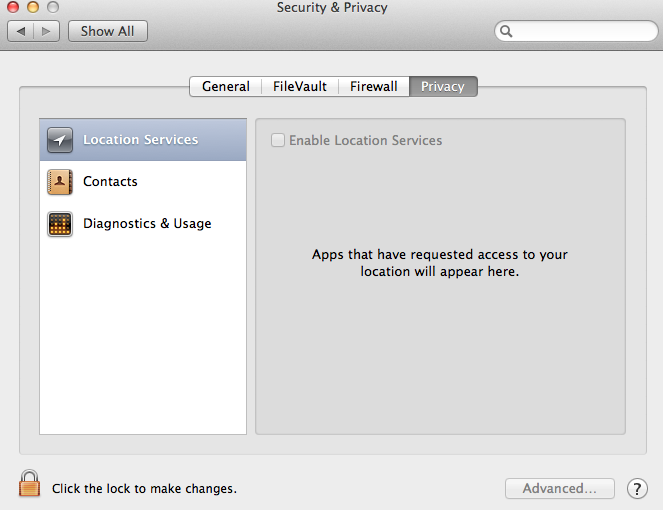 Security & Privacy
Show All
General
FileVault
Firewall
Privacy
Location Services
Contacts
Diagnostics & Usage
Enable Location Services
Apps that have requested access to your
location will appear here.
Click the lock to make changes.
Advanced...
?